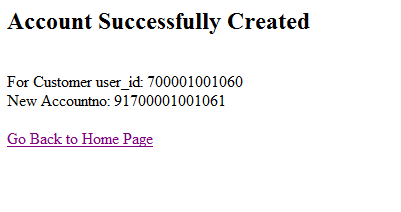 Account Successfully Created
For Customer user_id: 700001001060
New Accountno: 91700001001061
Go Back to Home Page